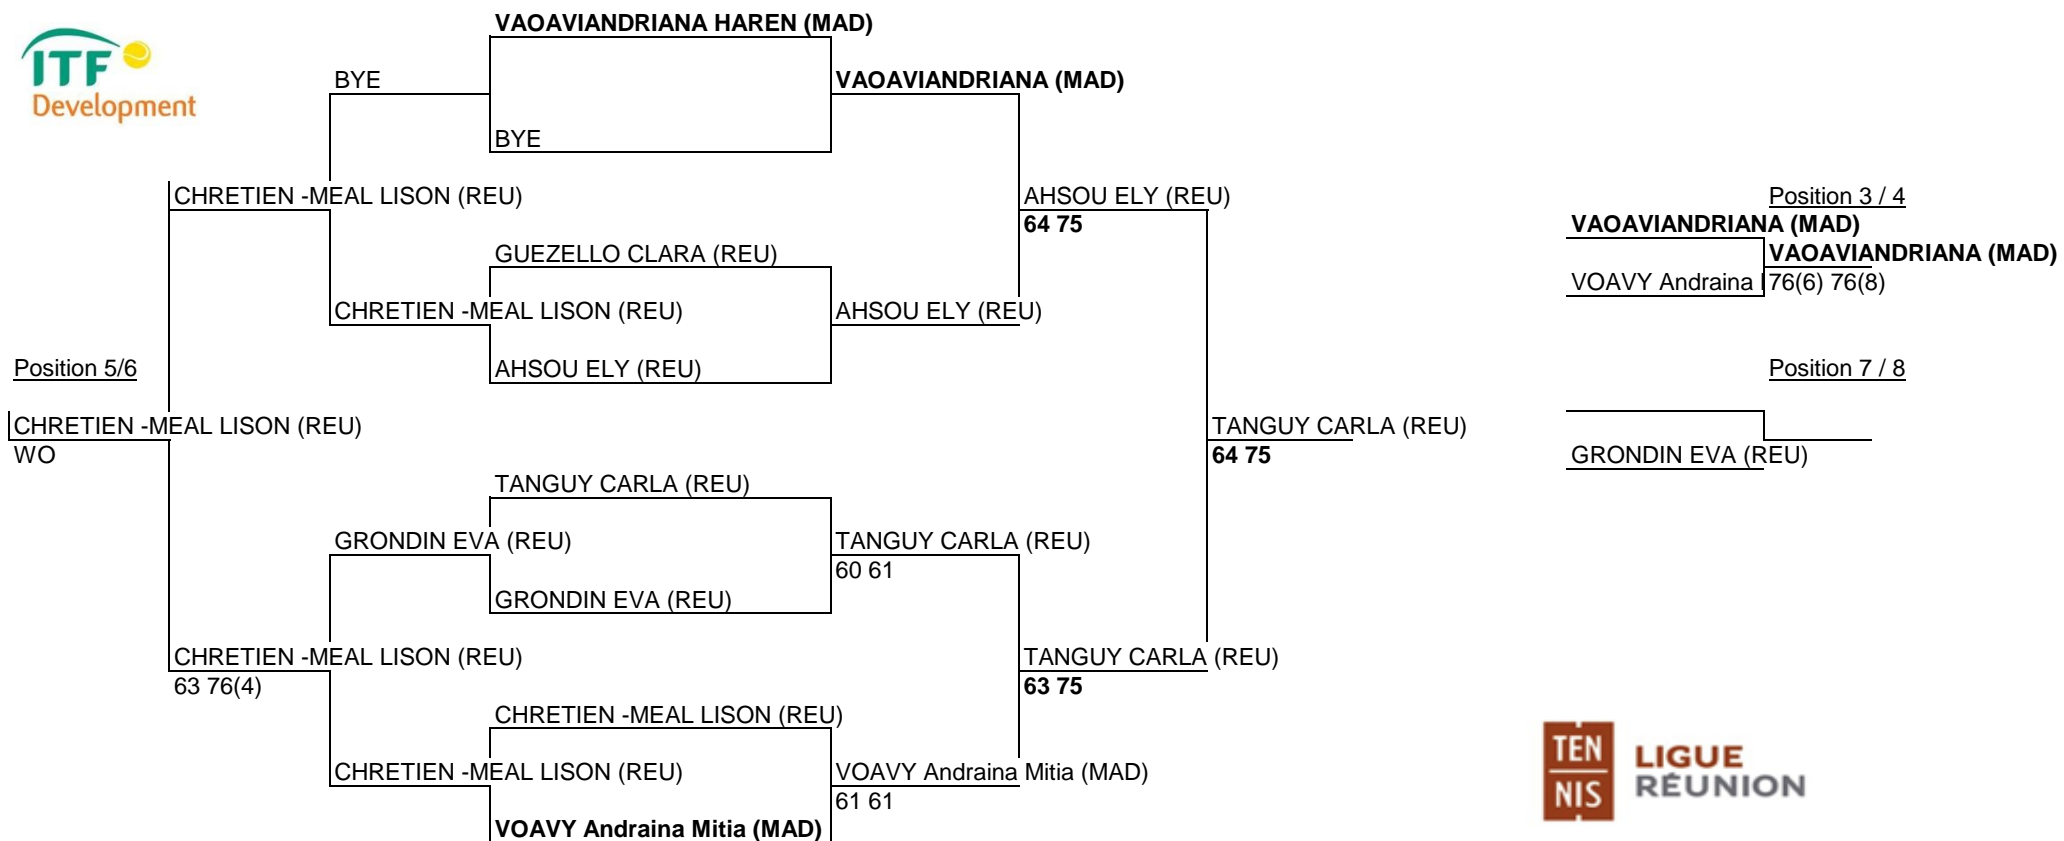 VAOAVIANDRIANA HAREN (MAD)
ITF
Development
BYE
VAOAVIANDRIANA (MAD)
BYE
CHRETIEN -MEAL LISON (REU)
AHSOU ELY (REU)
Position 3 / 4
64 75
VAOAVIANDRIANA (MAD)
GUEZELLO CLARA (REU)
VAOAVIANDRIANA (MAD)
VOAVY Andraina
76(6) 76(8)
CHRETIEN -MEAL LISON (REU)
AHSOU ELY (REU)
Position 5/6
AHSOU ELY (REU)
Position 7 / 8
CHRETIEN -MEAL LISON (REU)
TANGUY CARLA (REU)
WO
64 75
GRONDIN EVA (REU)
TANGUY CARLA (REU)
GRONDIN EVA (REU)
TANGUY CARLA (REU)
60 61
GRONDIN EVA (REU)
CHRETIEN -MEAL LISON (REU)
TANGUY CARLA (REU)
63 76(4)
63 75
CHRETIEN -MEAL LISON (REU)
CHRETIEN -MEAL LISON (REU)
VOAVY Andraina Mitia (MAD)
61 61
VOAVY Andraina Mitia (MAD)
TEN
NIS
LIGUE
RÉUNION